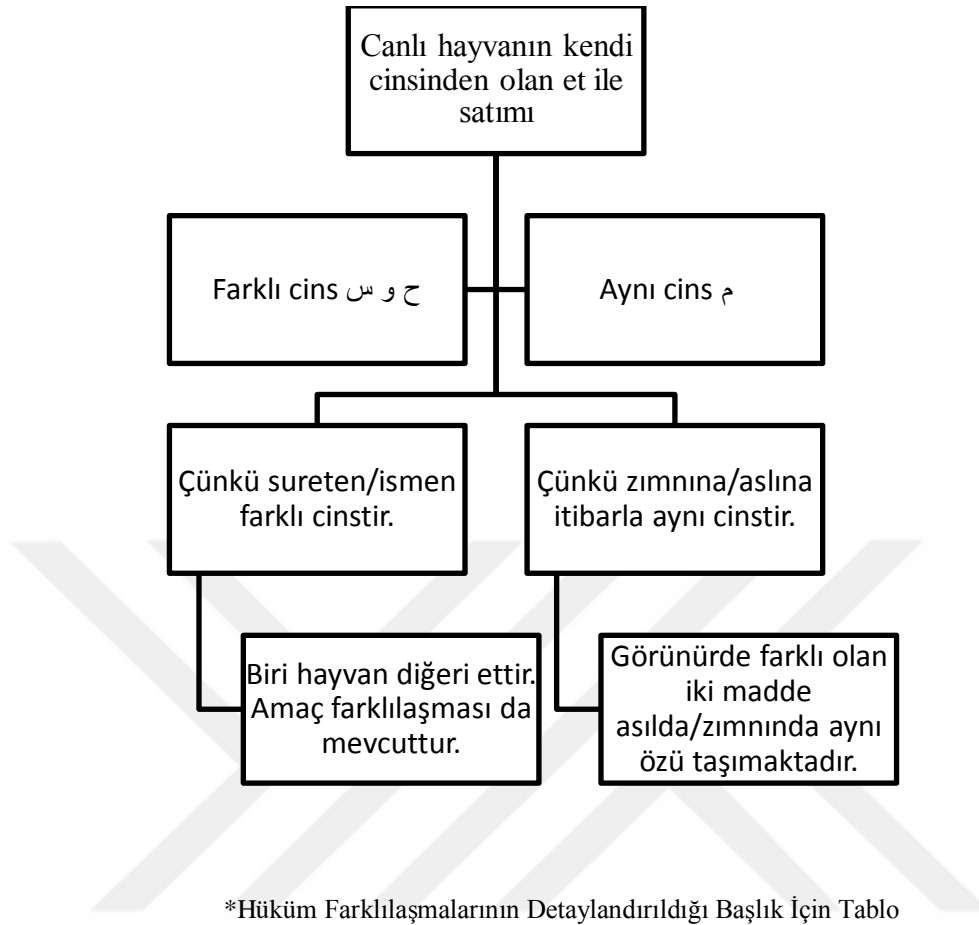 Canlı hayvanın kendi
cinsinden olan et ile
satımı
Farklı cins ح و س
Aynı cins م
Çünkü sureten/ismen
farklı cinstir.
Çünkü zımnına/aslına
itibarla aynı cinstir.
Biri hayvan diğeri ettir.
Amaç farklılaşması da
mevcuttur.
Görünürde farklı olan
iki madde
asılda/zımnında aynı
özü taşımaktadır.
*Hüküm Farklılaşmalarının Detaylandırıldığı Başlık İçin Tablo